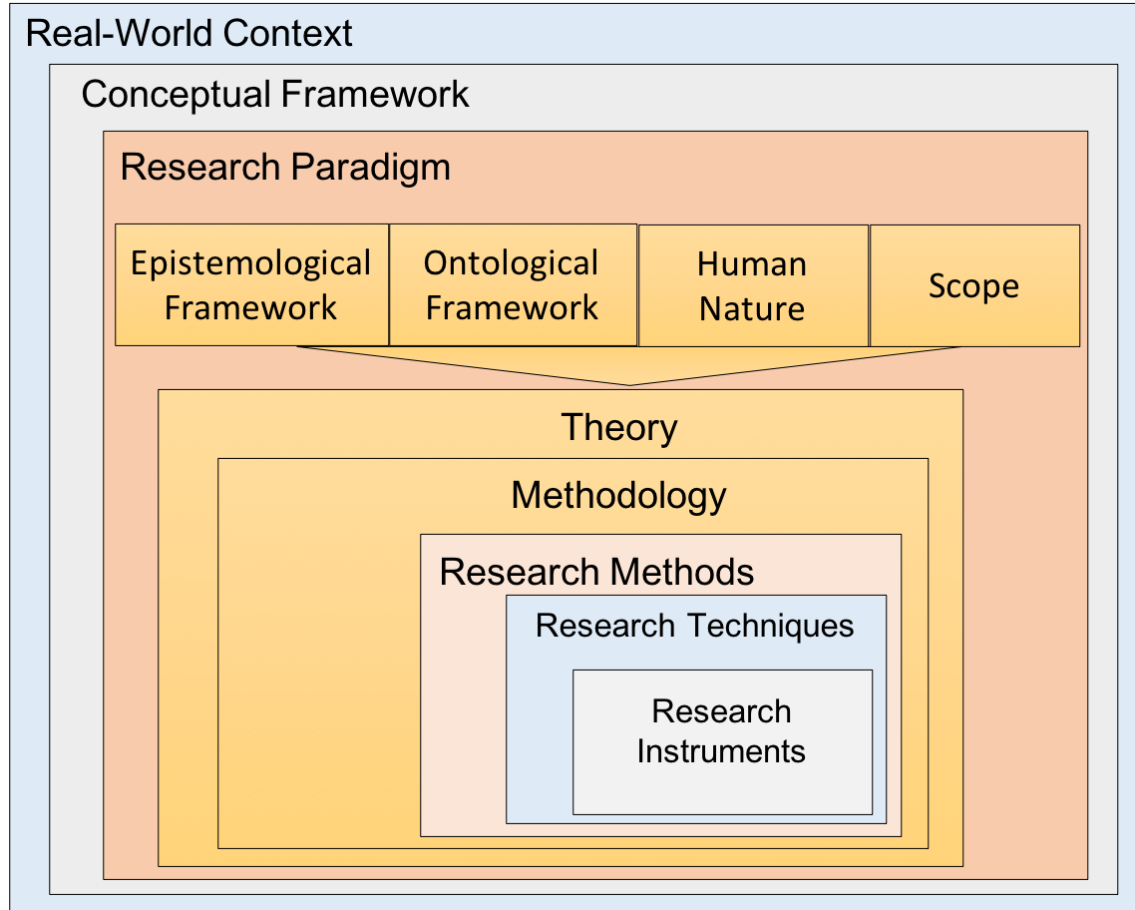 Real-World Context
Conceptual Framework
Research Paradigm
Epistemological
Framework
Ontological
Framework
Human
Nature
Scope
Theory
Methodology
Research Methods
Research Techniques
Research
Instruments